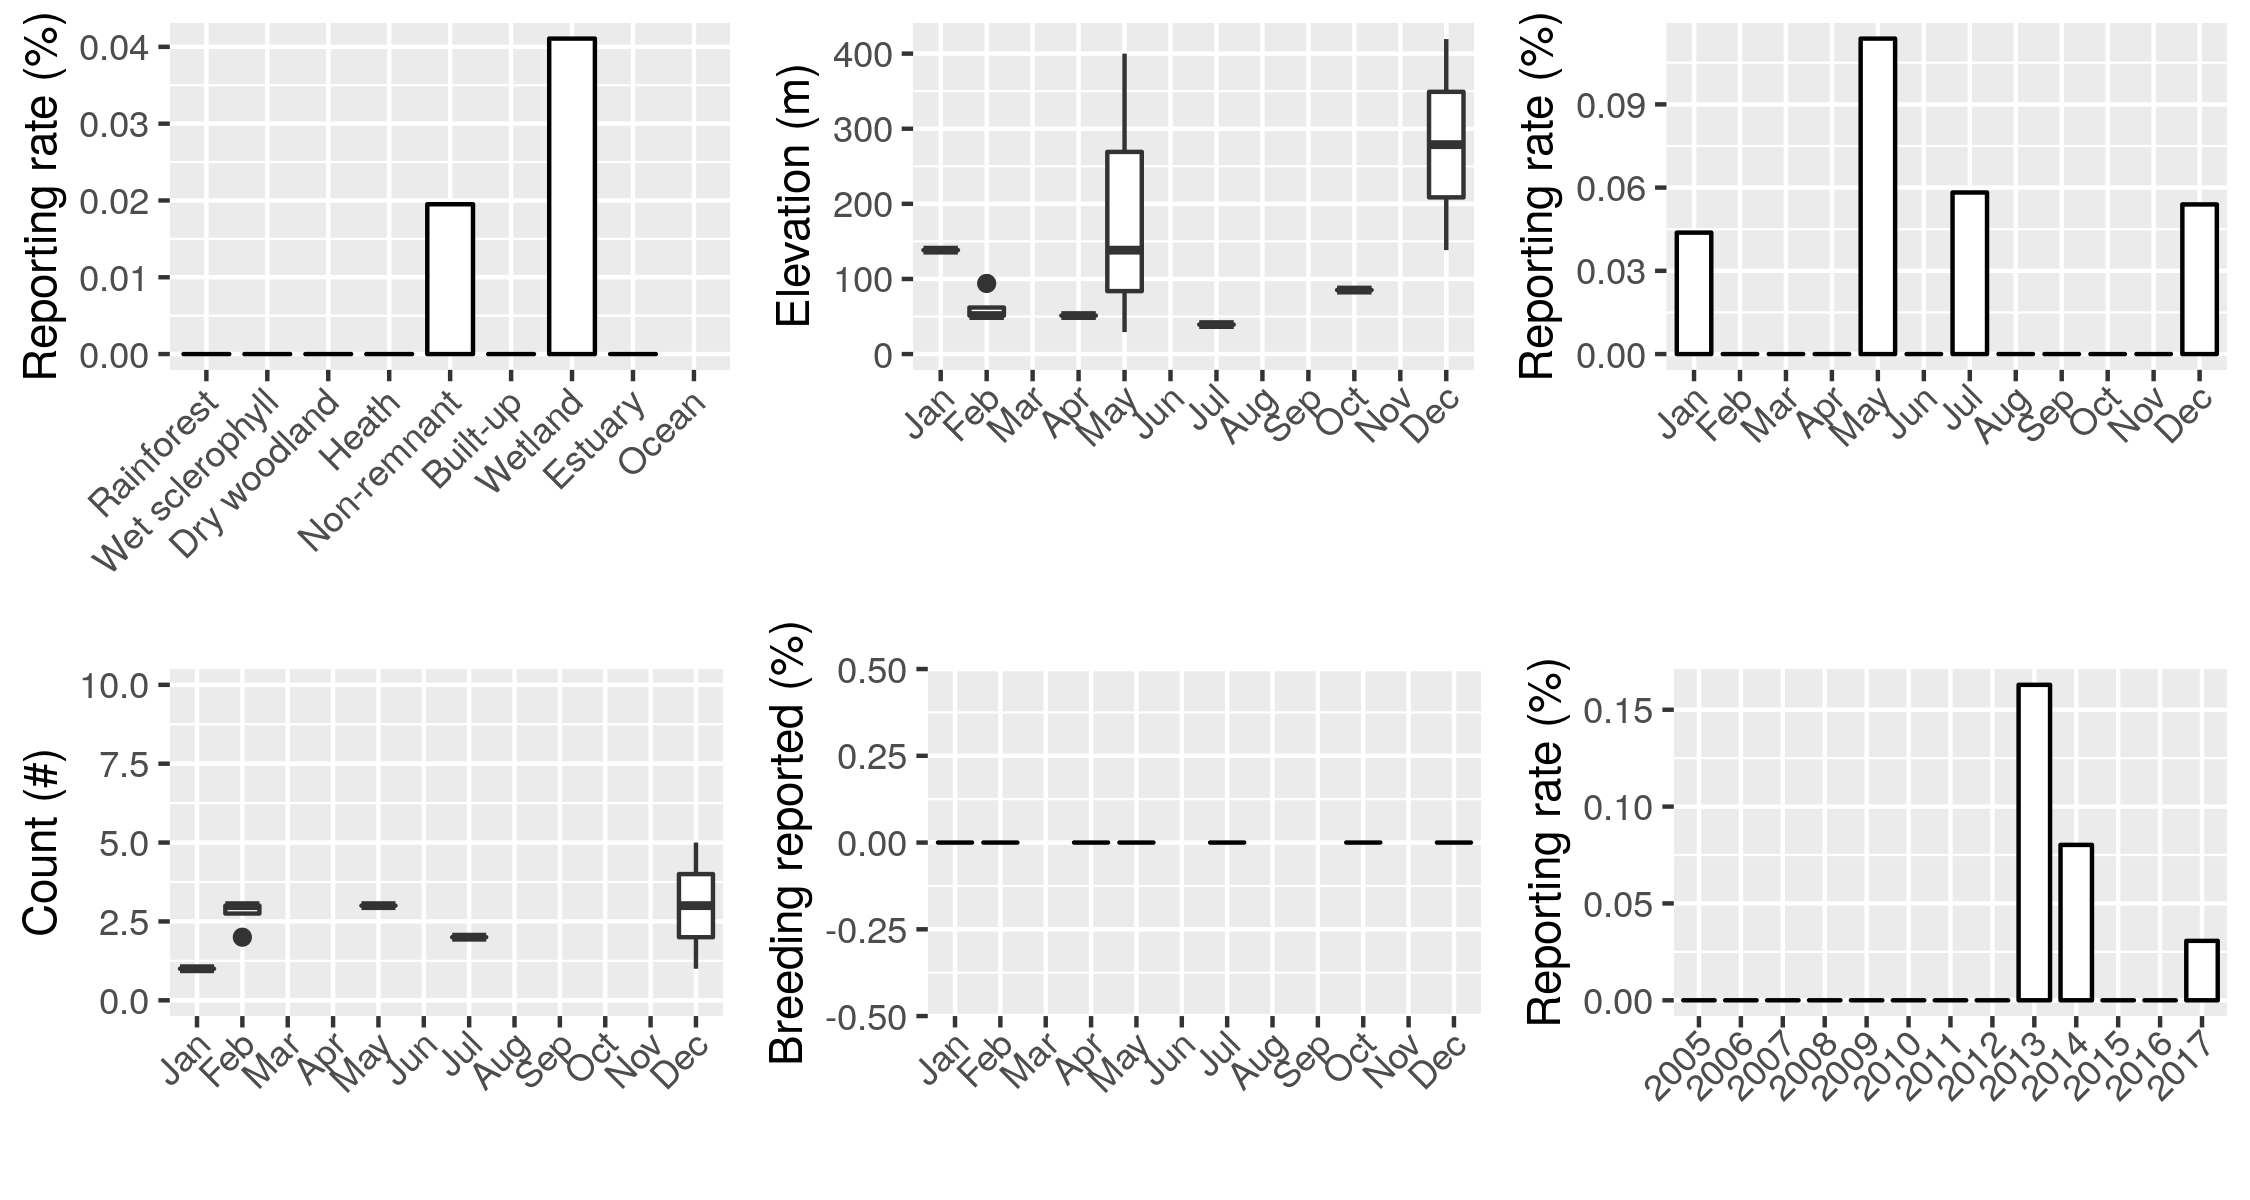 Reporting rate (%)
0.04
0.03
0.02
0.01
0.00
Rainforest
Wet sclerophyll
Dry woodland
Heath
Non-remnant
Built-up
Wetland
Estuary
Ocean
Elevation (m)
400
300
200
100
0
Jan
Feb
Mar
Apr
May
Jun
Jul
Aug
Sep
Oct
Nov
Dec
Reporting rate (%)
0.09
0.06
0.03
0.00
Jan
Feb
Mar
Apr
May
Jun
Jul
Aug
Sep
Oct
Nov
Dec
Count (#)
10.0
7.5
5.0
2.5
0.0
Jan
Feb
Mar
Apr
May
Jun
Jul
Aug
Sep
Oct
Nov
Dec
Breeding reported (%)
0.50
0.25
0.00
-0.25
-0.50
Jan
Feb
Mar
Apr
May
Jun
Jul
Aug
Sep
Oct
Nov
Dec
Reporting rate (%)
0.15
0.10
0.05
0.00
2005
2006
2007
2008
2009
2010
2011
2012
2013
2014
2015
2016
2017